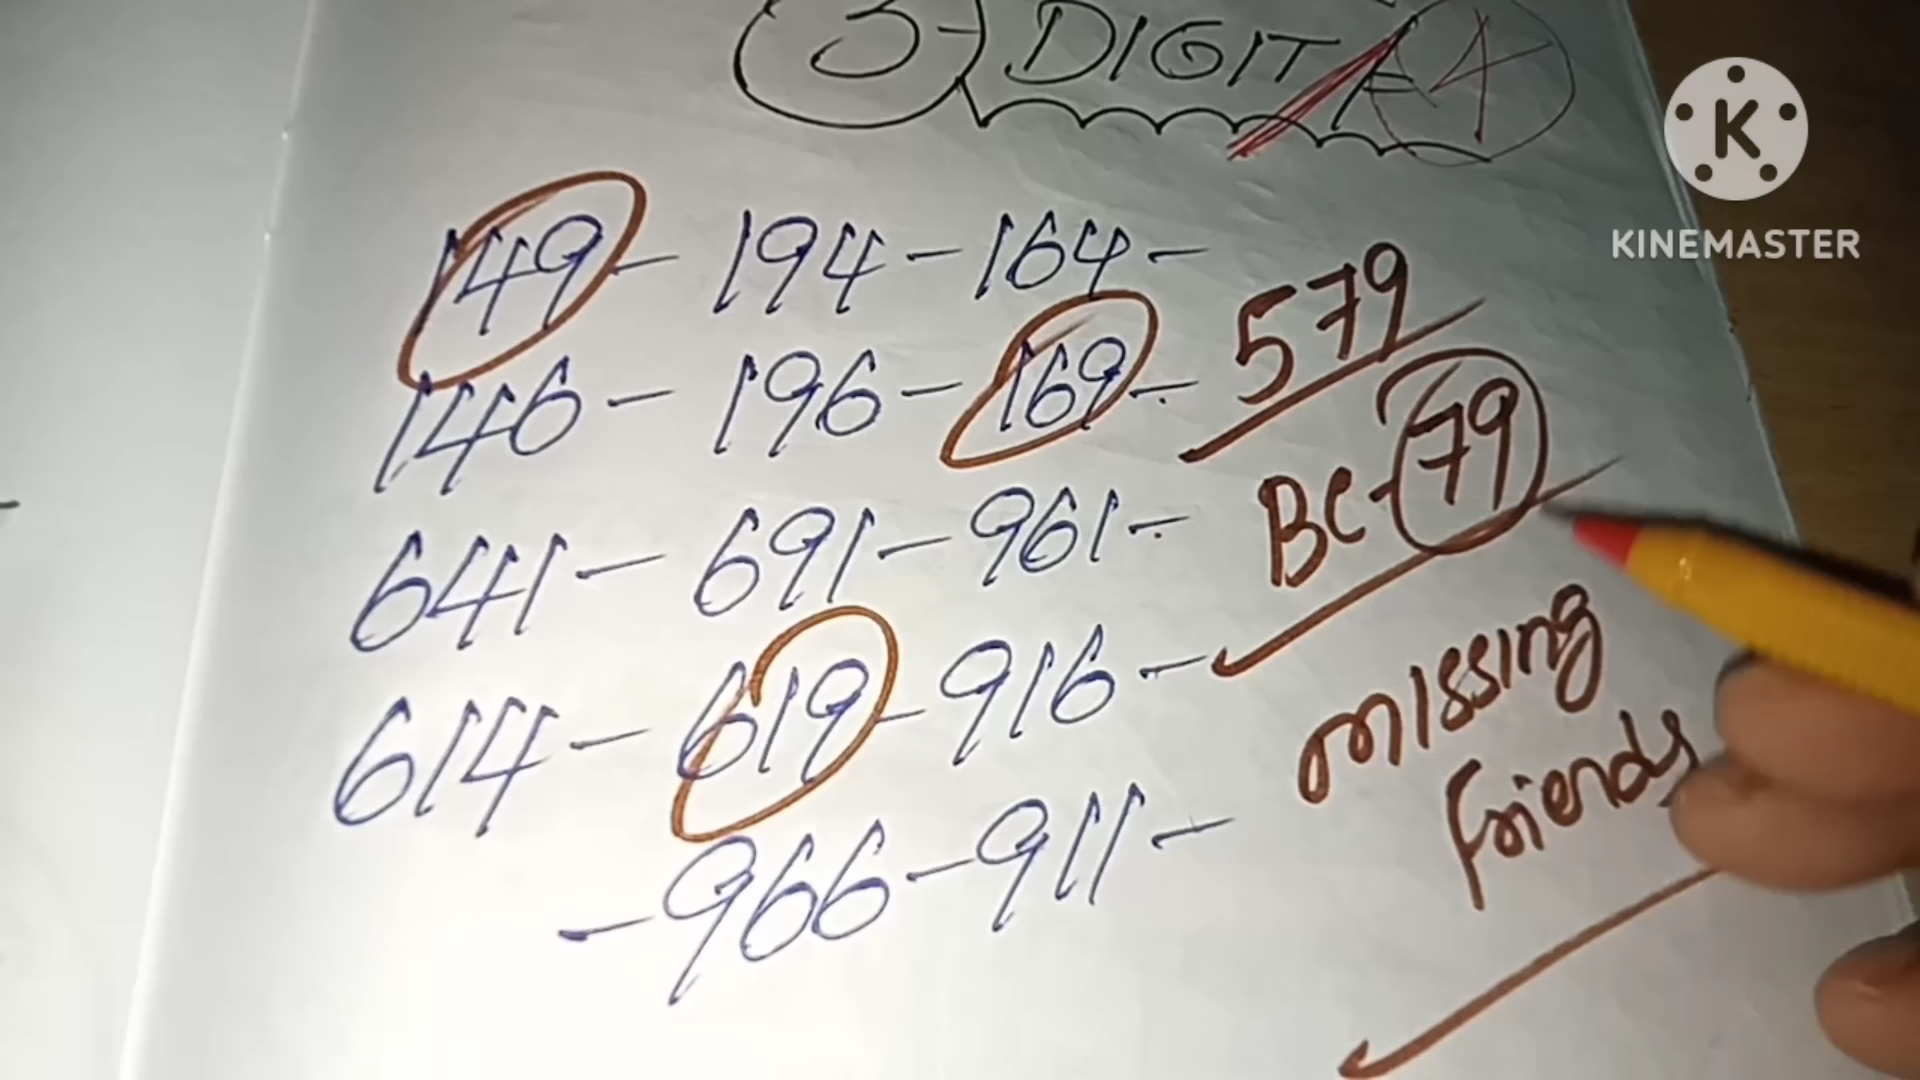 3-DIGIT
4
149 - 194 - 164 -
146 - 196 - 169 -
641 - 691 - 961 -
614 - 619 - 916 -
- 966 - 911 -
579
BC - 79
missing
friends
K
KINEMASTER